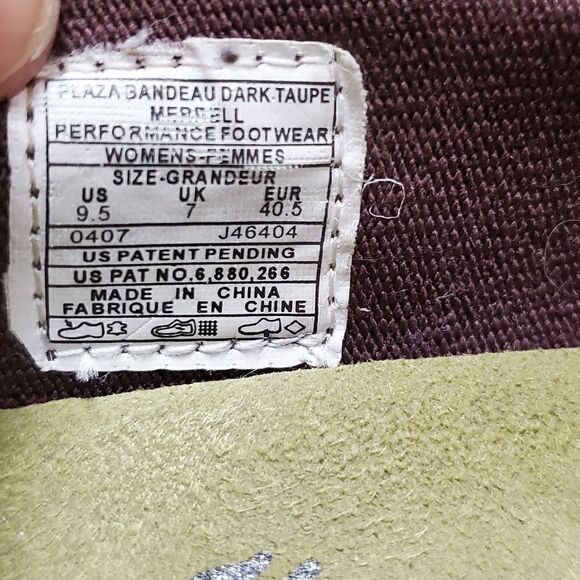 PLAZA BANDEAU DARK TAUPE
MERRELL
PERFORMANCE FOOTWEAR
WOMENS-FEMMES
SIZE-GRANDEUR
US UK EUR
9.5 7 40.5
0407 J46404
US PATENT PENDING
US PAT NO.6,880,266
MADE IN CHINA
FABRIQUE EN CHINE